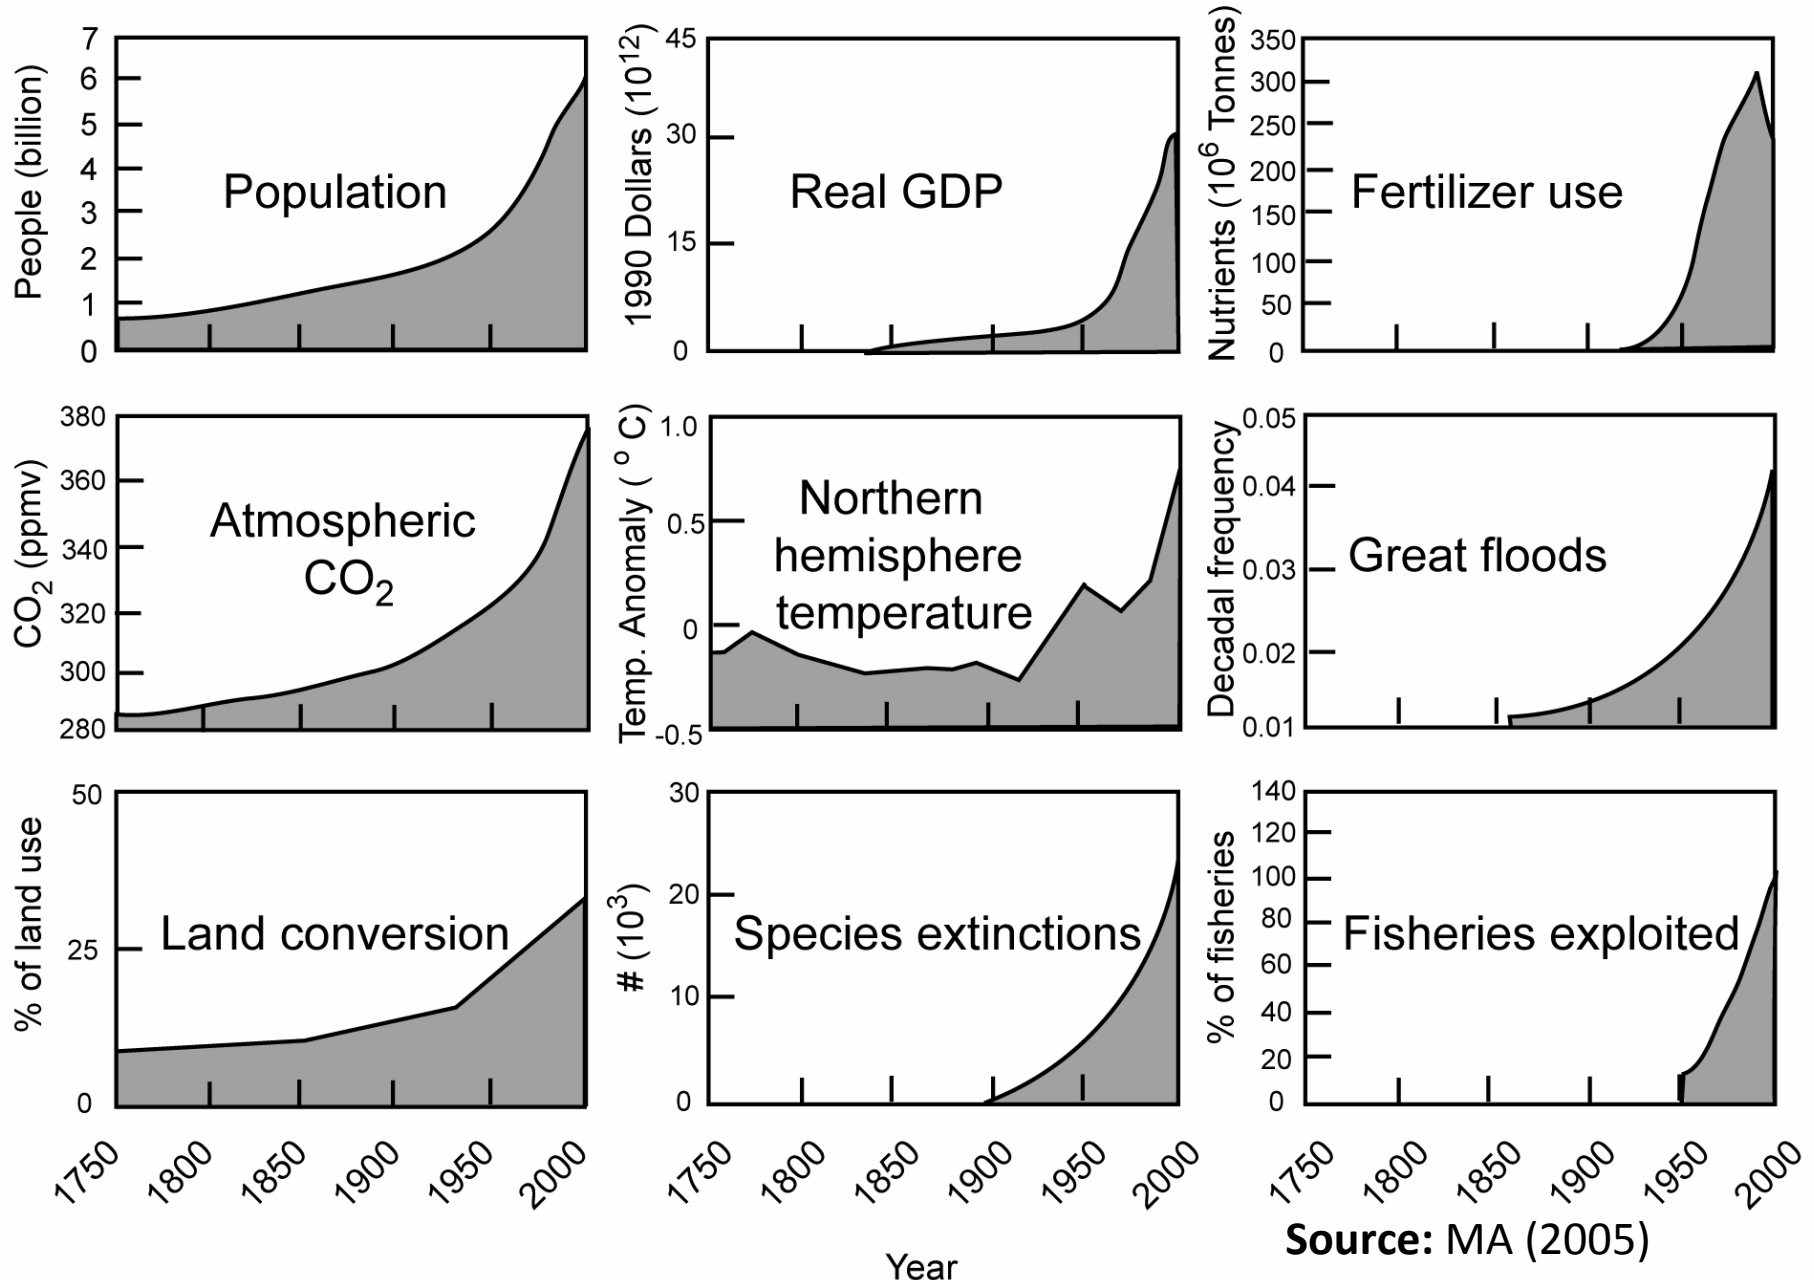 People (billion)
7
6
5
4
3
2
1
0
Population
1990 Dollars (10¹²)
45
30
15
0
Real GDP
Nutrients (10⁶ Tonnes)
350
300
250
200
150
100
50
0
Fertilizer use
CO₂ (ppmv)
380
360
340
320
300
280
Atmospheric
CO₂
Temp. Anomaly (° C)
1.0
0.5
0
-0.5
Northern
hemisphere
temperature
Decadal frequency
0.05
0.04
0.03
0.02
0.01
Great floods
% of land use
50
25
0
Land conversion
# (10³)
30
20
10
0
Species extinctions
% of fisheries
140
120
100
80
60
40
20
0
Fisheries exploited
1750 1800 1850 1900 1950 2000
1750 1800 1850 1900 1950 2000
1750 1800 1850 1900 1950 2000
Source: MA (2005)
Year